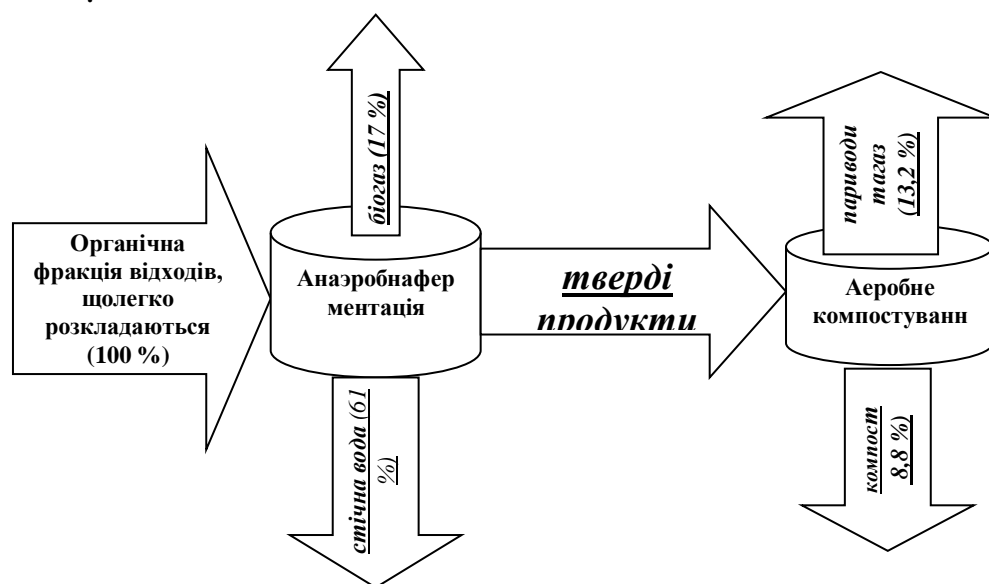 біогаз (17 %)
париводи
тагаз
(13,2 %)
Органічна
фракція відходів,
щолегко
розкладаються
(100 %)
Анаэробнафер
ментація
тверді
продукти
Аеробне
компостуванн
стічна вода (61
%)
компост
8,8 %)